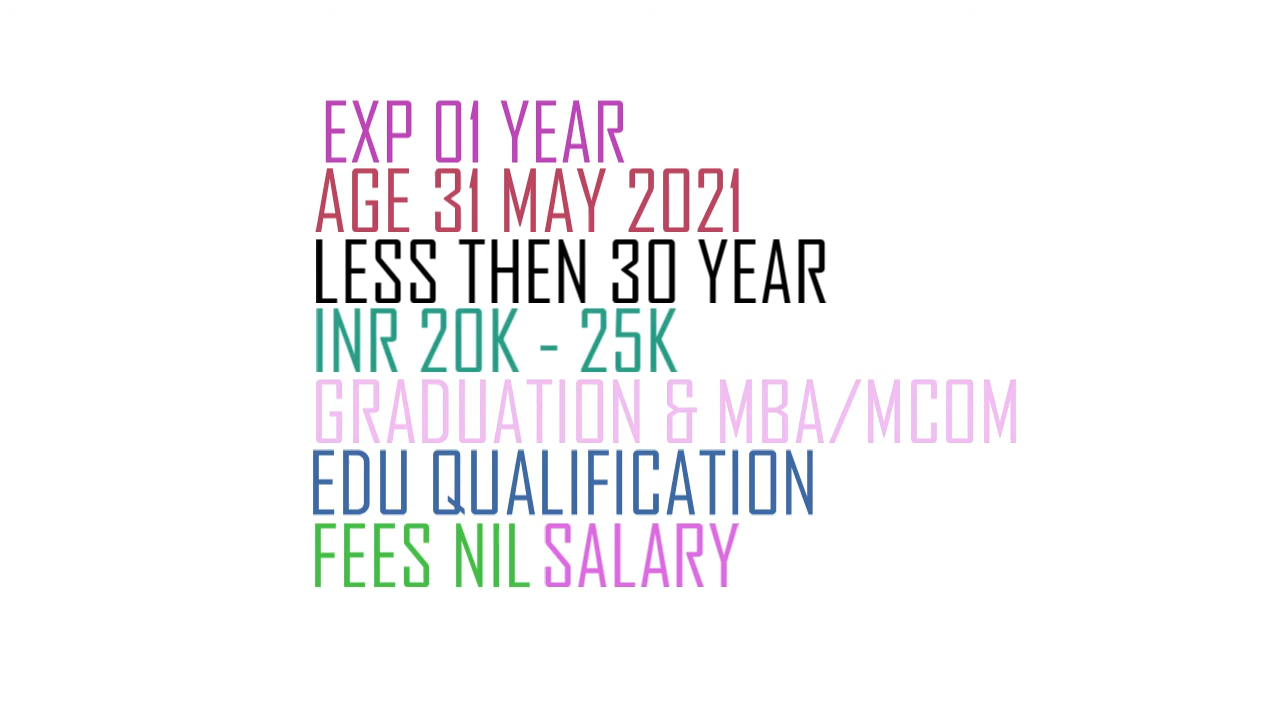 EXP 01 YEAR
AGE 31 MAY 2021
LESS THEN 30 YEAR
INR 20K - 25K
GRADUATION & MBA/MCOM
EDU QUALIFICATION
FEES NIL SALARY